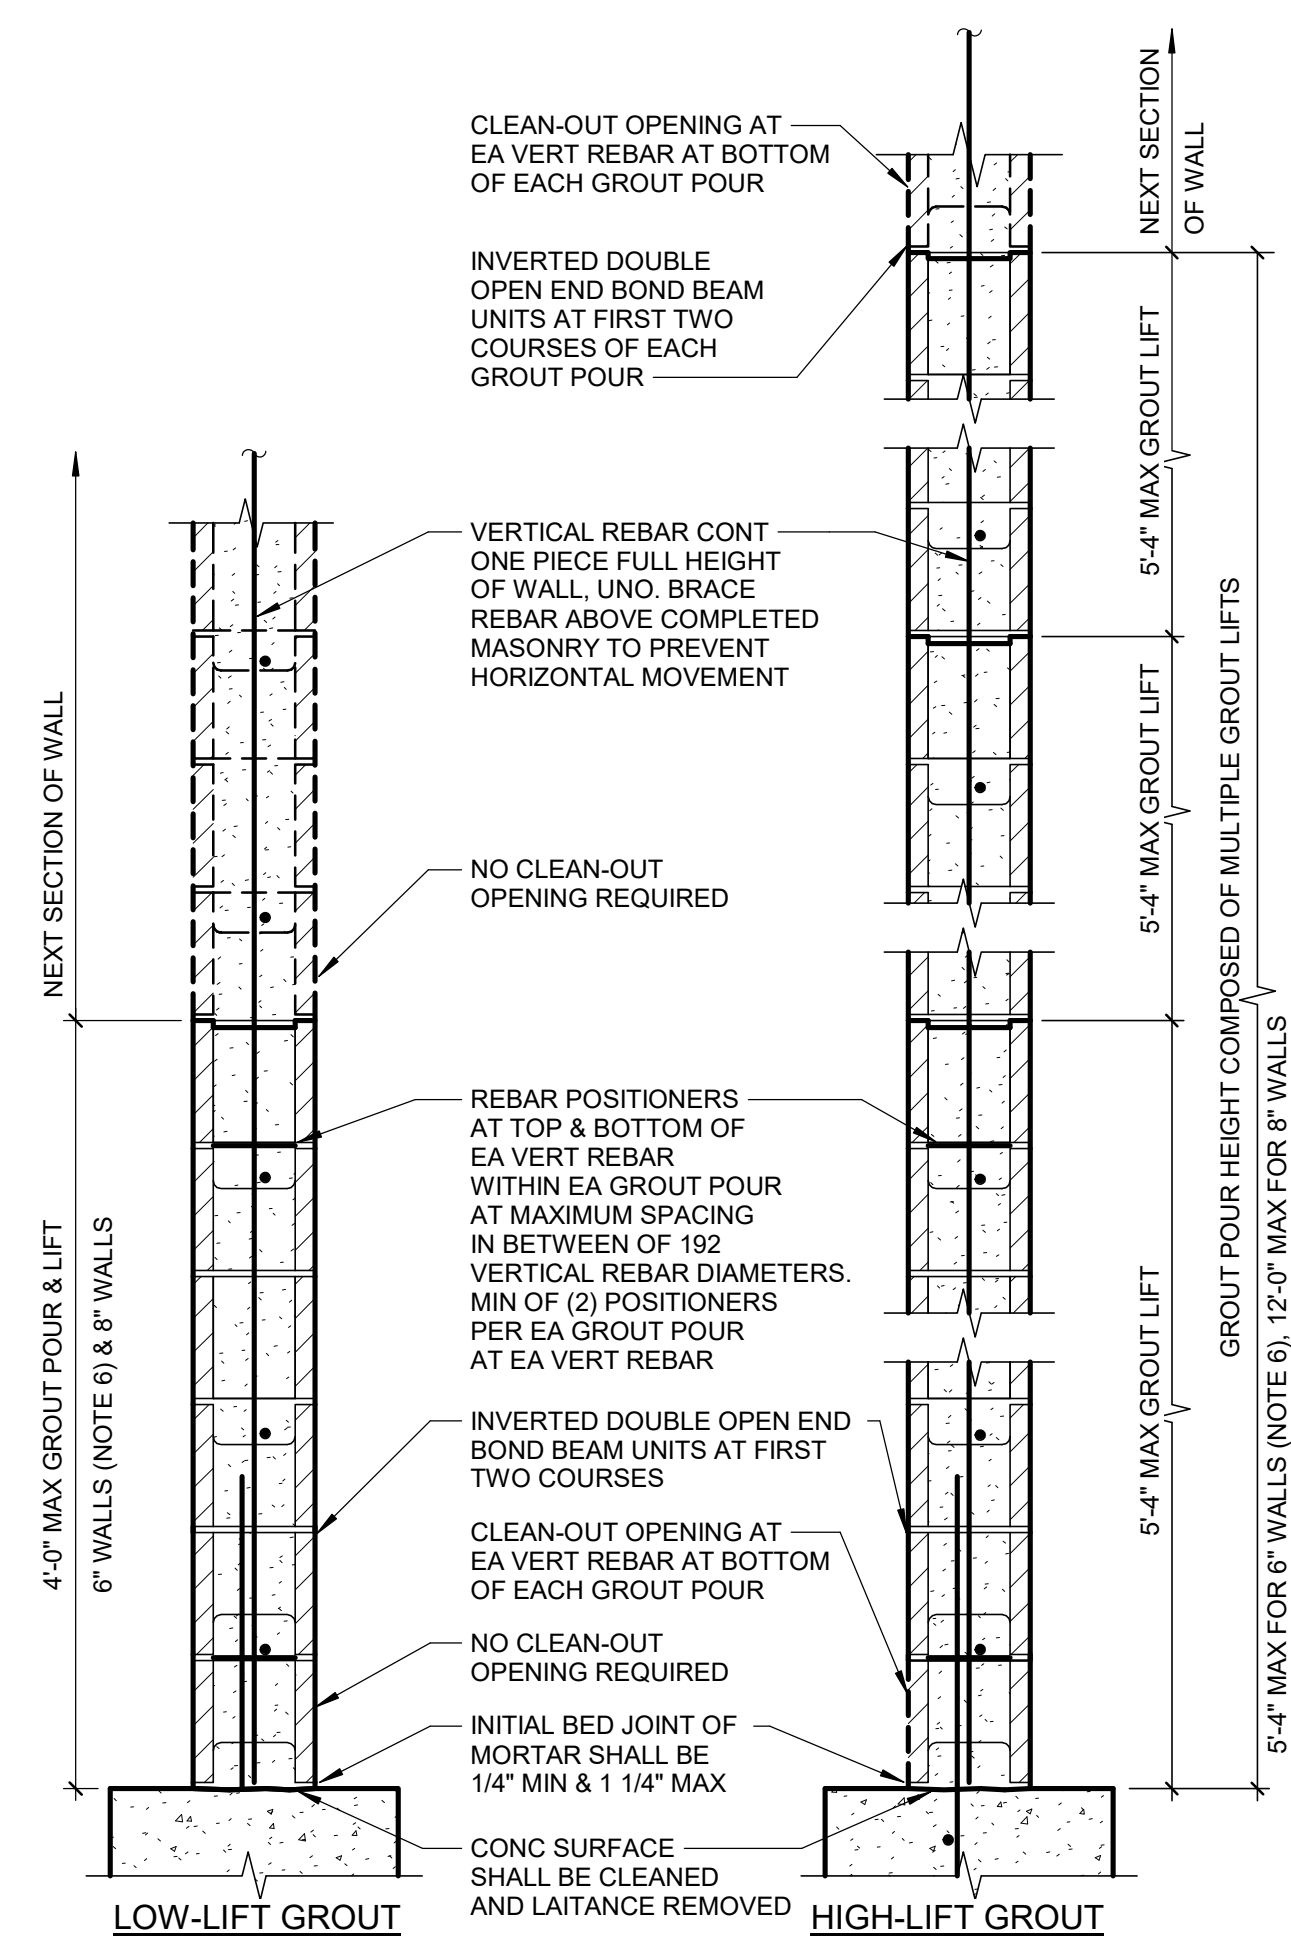 CLEAN-OUT OPENING AT
EA VERT REBAR AT BOTTOM
OF EACH GROUT POUR
INVERTED DOUBLE
OPEN END BOND BEAM
UNITS AT FIRST TWO
COURSES OF EACH
GROUT POUR
VERTICAL REBAR CONT
ONE PIECE FULL HEIGHT
OF WALL, UNO. BRACE
REBAR ABOVE COMPLETED
MASONRY TO PREVENT
HORIZONTAL MOVEMENT
NO CLEAN-OUT
OPENING REQUIRED
REBAR POSITIONERS
AT TOP & BOTTOM OF
EA VERT REBAR
WITHIN EA GROUT POUR
AT MAXIMUM SPACING
IN BETWEEN OF 192
VERTICAL REBAR DIAMETERS.
MIN OF (2) POSITIONERS
PER EA GROUT POUR
AT EA VERT REBAR
INVERTED DOUBLE OPEN END
BOND BEAM UNITS AT FIRST
TWO COURSES
CLEAN-OUT OPENING AT
EA VERT REBAR AT BOTTOM
OF EACH GROUT POUR
NO CLEAN-OUT
OPENING REQUIRED
INITIAL BED JOINT OF
MORTAR SHALL BE
1/4" MIN & 1 1/4" MAX
CONC SURFACE
SHALL BE CLEANED
AND LAITANCE REMOVED
NEXT SECTION OF WALL
4'-0" MAX GROUT POUR & LIFT
6" WALLS (NOTE 6) & 8" WALLS
NEXT SECTION
OF WALL
5'-4" MAX GROUT LIFT
5'-4" MAX GROUT LIFT
5'-4" MAX GROUT LIFT
GROUT POUR HEIGHT COMPOSED OF MULTIPLE GROUT LIFTS
5'-4" MAX FOR 6" WALLS (NOTE 6), 12'-0" MAX FOR 8" WALLS
LOW-LIFT GROUT
HIGH-LIFT GROUT